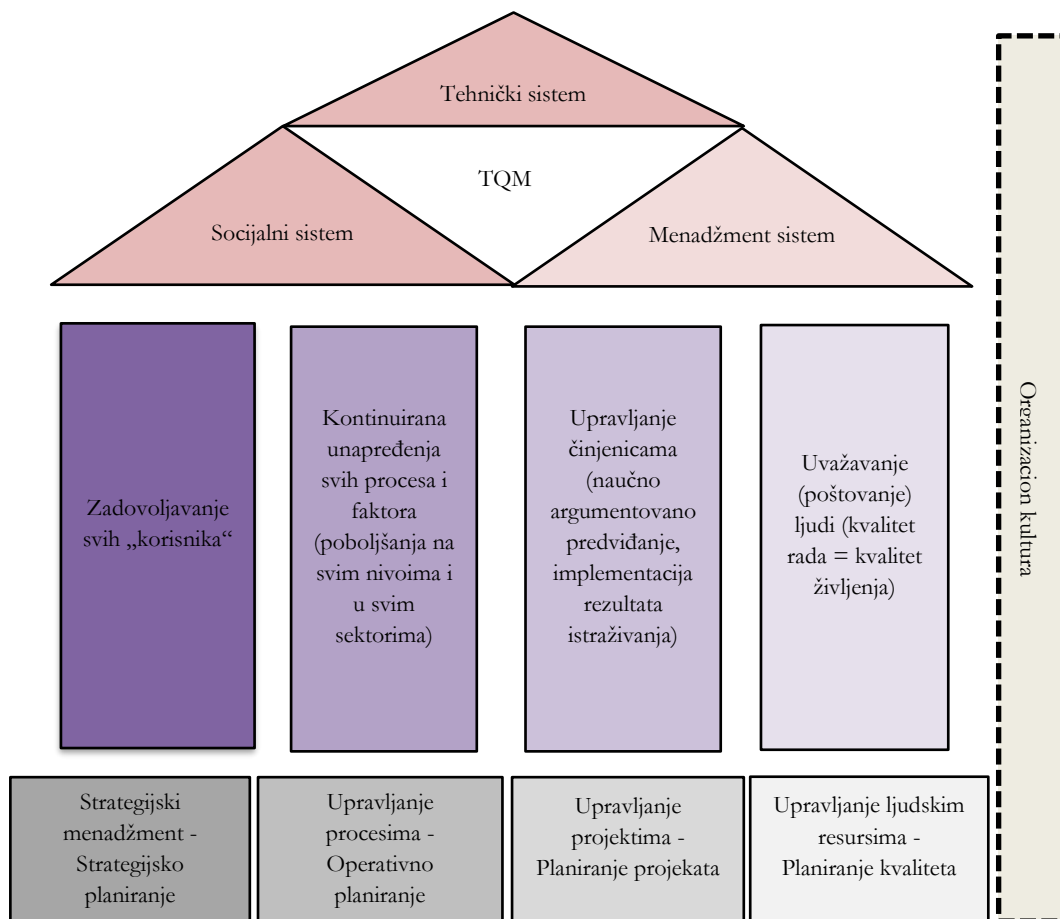 Tehnički sistem
TQM
Socijalni sistem
Menadžment sistem
Zadovoljavanje
svih „korisnika“
Kontinuirana
unapređenja
svih procesa i
faktora
(poboljšanja na
svim nivoima i
u svim
sektorima)
Upravljanje
činjenicama
(naučno
argumentovano
predviđanje,
implementacija
rezultata
istraživanja)
Uvažavanje
(poštovanje)
ljudi (kvalitet
rada = kvalitet
življenja)
Organizacion
kultura
Strategijski
menadžment -
Strategijsko
planiranje
Upravljanje
procesima -
Operativno
planiranje
Upravljanje
projektima -
Planiranje projekata
Upravljanje ljudskim
resursima -
Planiranje kvaliteta